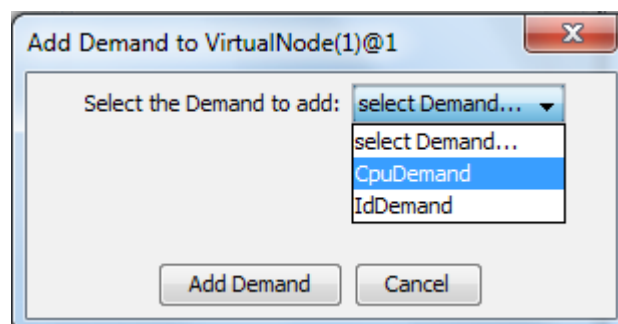 Add Demand to VirtualNode(1)@1
Select the Demand to add: select Demand...
select Demand...
CpuDemand
IdDemand
Add Demand Cancel